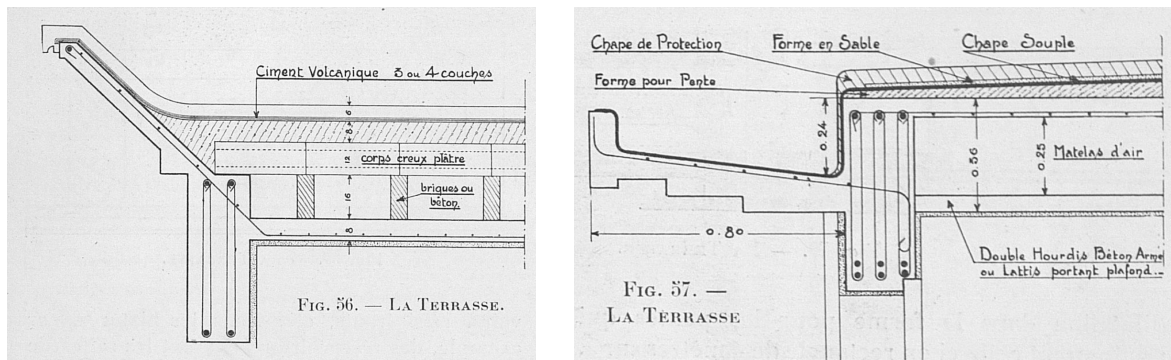 Ciment Volcanique 3 ou 4 couches
6
8
12
corps creux plâtre
16
briques ou
béton.
8
FIG. 56. — LA TERRASSE.
Chape de Protection
Forme en Sable
Chape Souple
Forme pour Pente
0.24
0.56
0.25
Matelas d'air
0.80
Double Hourdis Béton Armé
ou Lattis portant plafond...
FIG. 57. —
LA TERRASSE